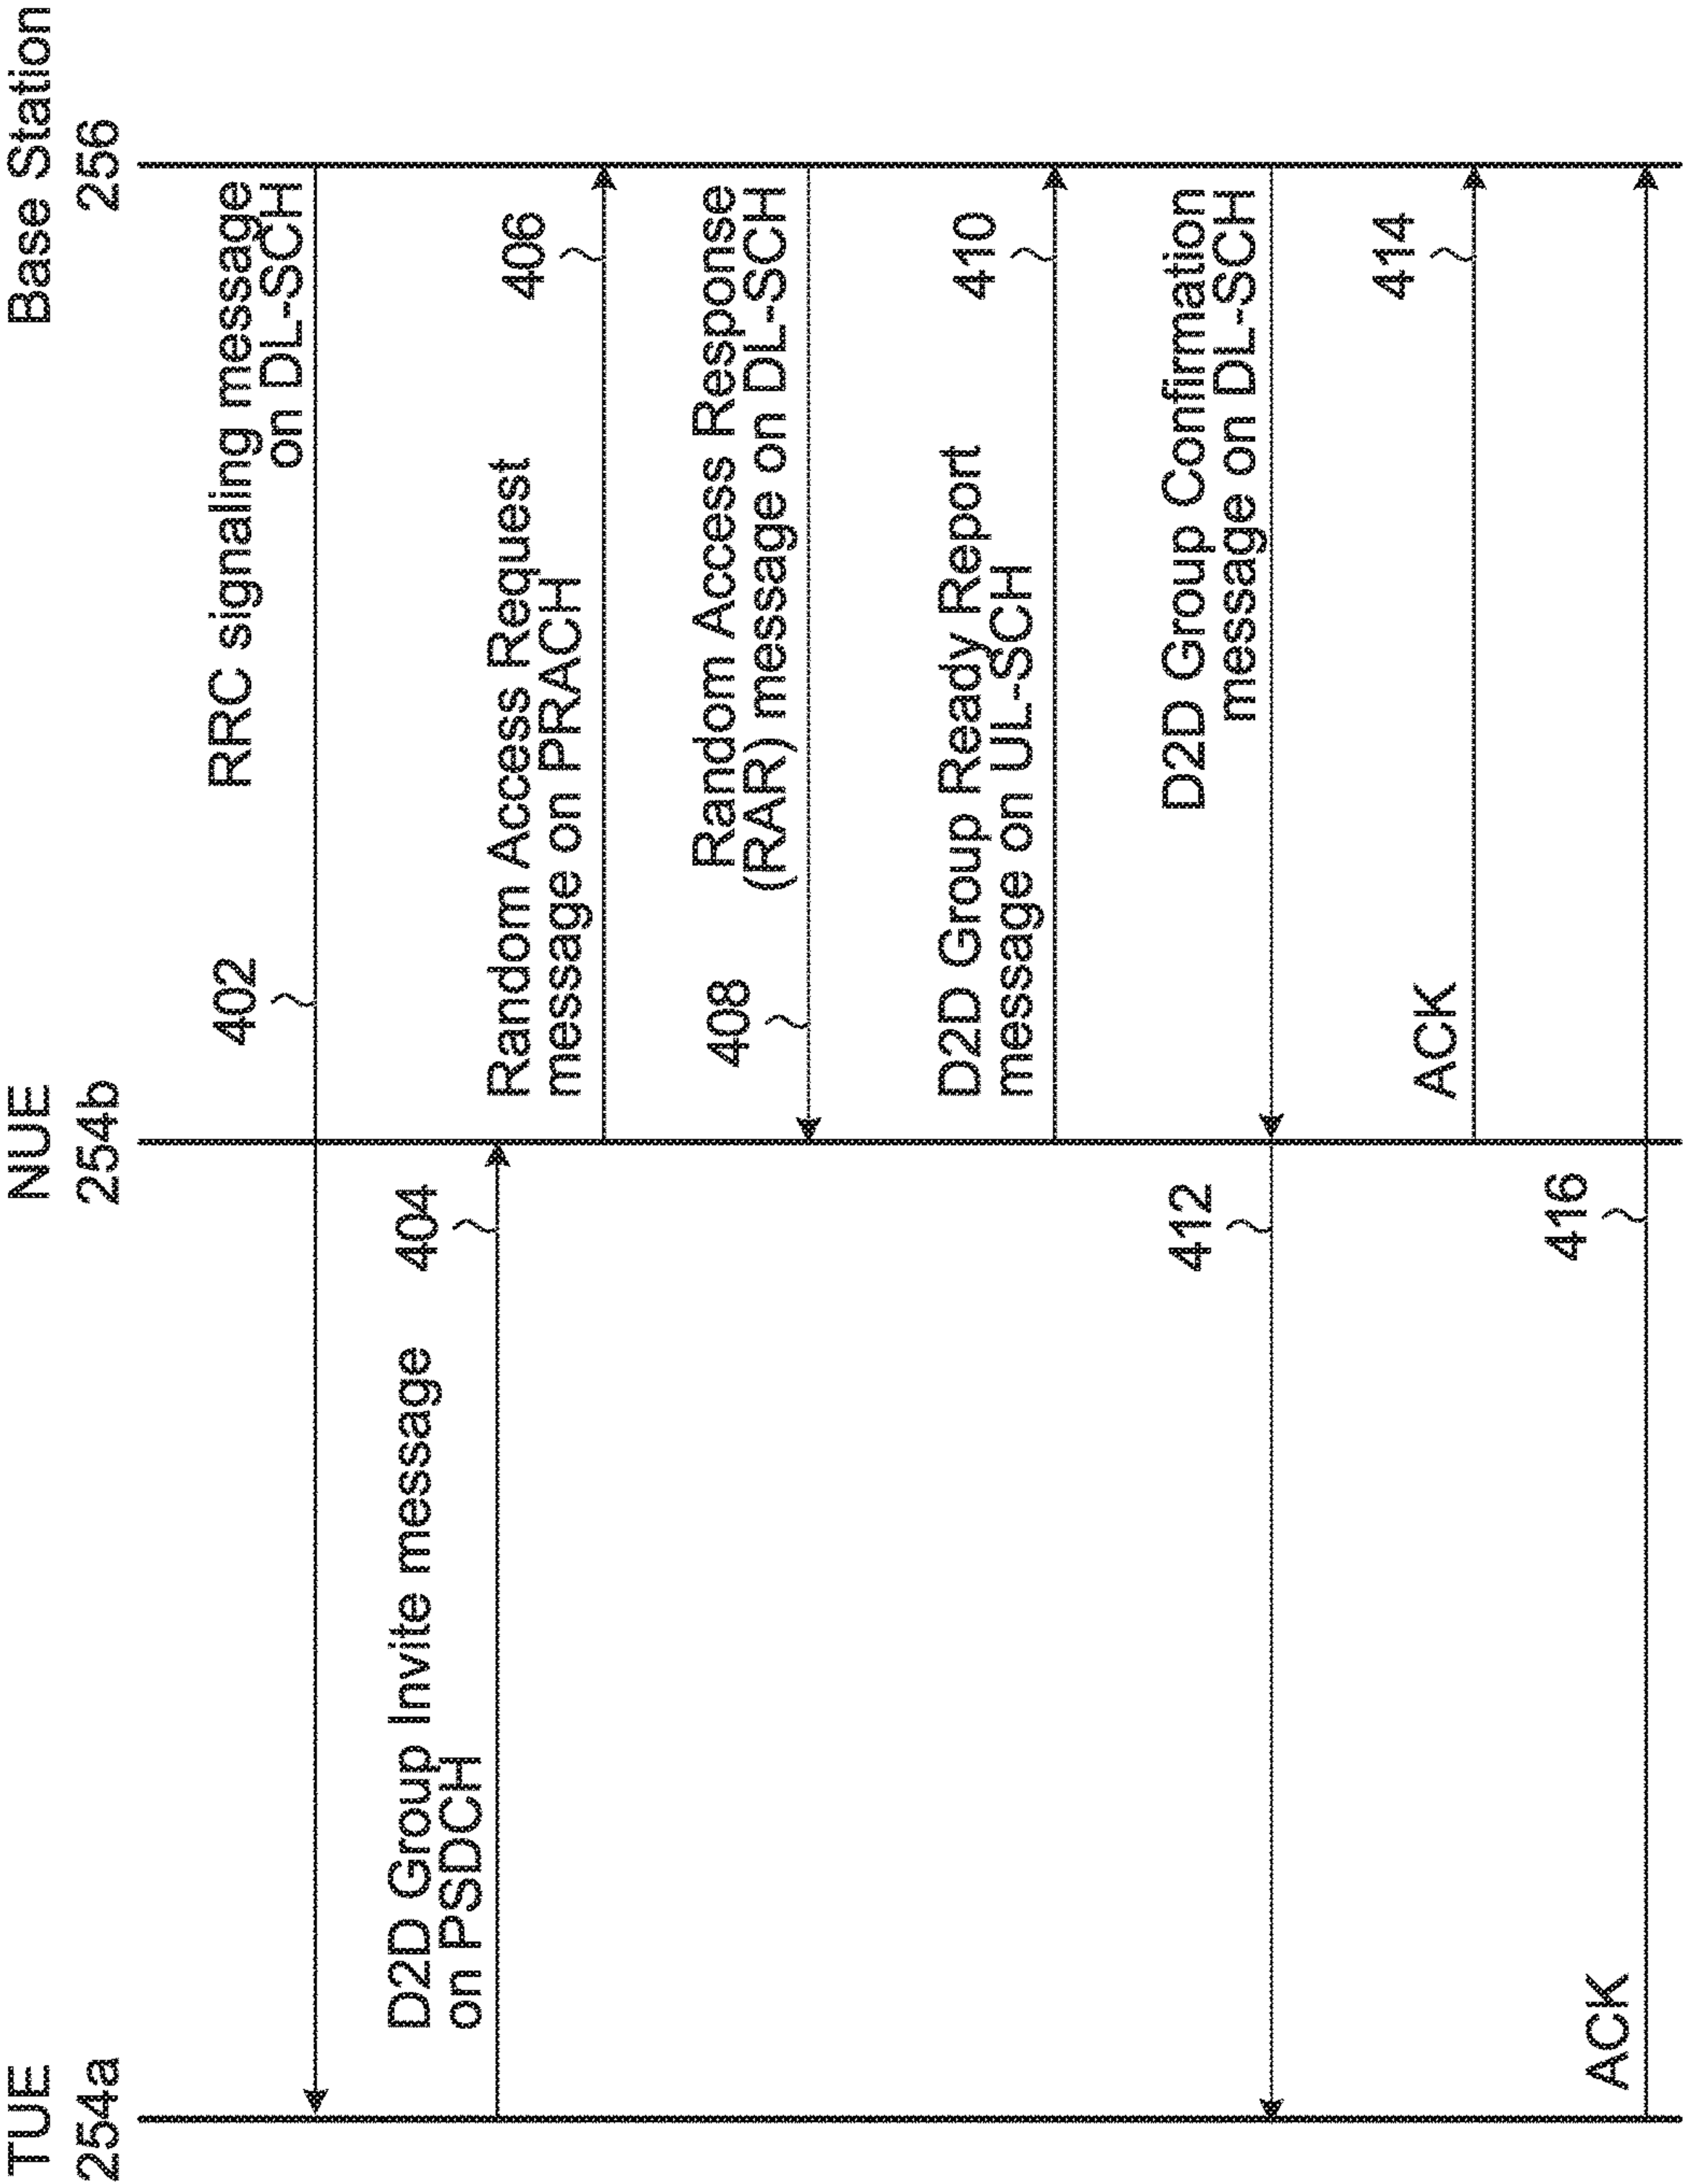 TUE
254a
NUE
254b
Base Station
256
402
RRC signaling message
on DL-SCH
D2D Group Invite message
on PSDCH
404
Random Access Request
message on PRACH
406
408
Random Access Response
(RAR) message on DL-SCH
D2D Group Ready Report
message on UL-SCH
410
412
D2D Group Confirmation
message on DL-SCH
ACK
414
ACK
416